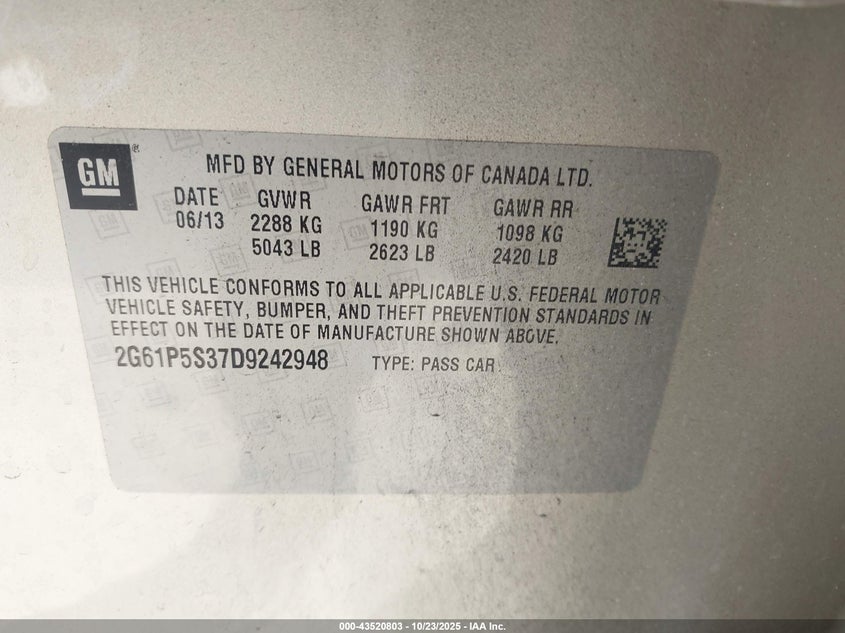 GM
MFD BY GENERAL MOTORS OF CANADA LTD.
DATE GVWR GAWR FRT GAWR RR
06/13 2288 KG 1190 KG 1098 KG
5043 LB 2623 LB 2420 LB
THIS VEHICLE CONFORMS TO ALL APPLICABLE U.S. FEDERAL MOTOR
VEHICLE SAFETY, BUMPER, AND THEFT PREVENTION STANDARDS IN
EFFECT ON THE DATE OF MANUFACTURE SHOWN ABOVE.
2G61P5S37D9242948 TYPE: PASS CAR
000-43520803 - 10/23/2025 - IAA Inc.